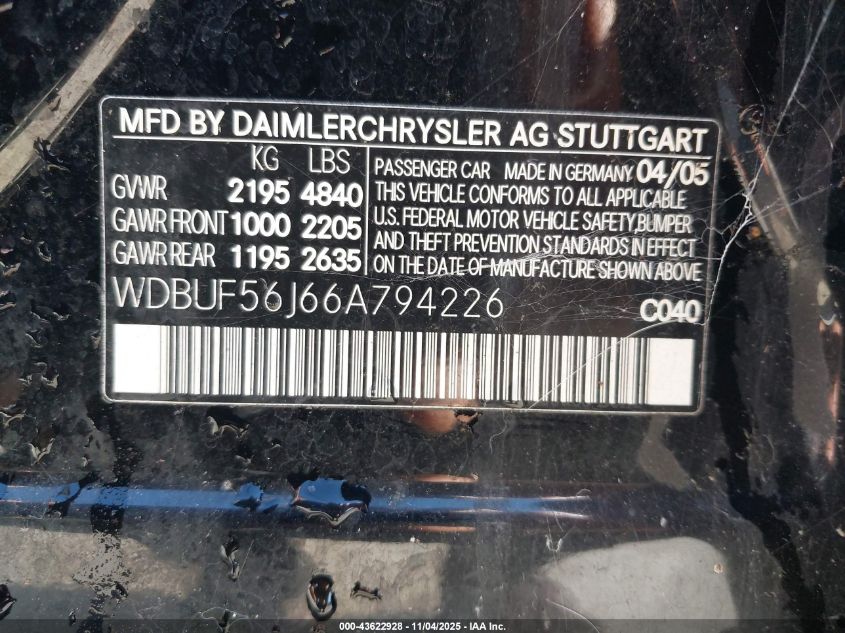 MFD BY DAIMLERCHRYSLER AG STUTTGART
KG LBS
GVWR 2195 4840
GAWR FRONT 1000 2205
GAWR REAR 1195 2635
PASSENGER CAR MADE IN GERMANY 04/05
THIS VEHICLE CONFORMS TO ALL APPLICABLE
U.S. FEDERAL MOTOR VEHICLE SAFETY, BUMPER
AND THEFT PREVENTION STANDARDS IN EFFECT
ON THE DATE OF MANUFACTURE SHOWN ABOVE
WDBUF56J66A794226 C040
000-43622928 - 11/04/2025 - IAA Inc.